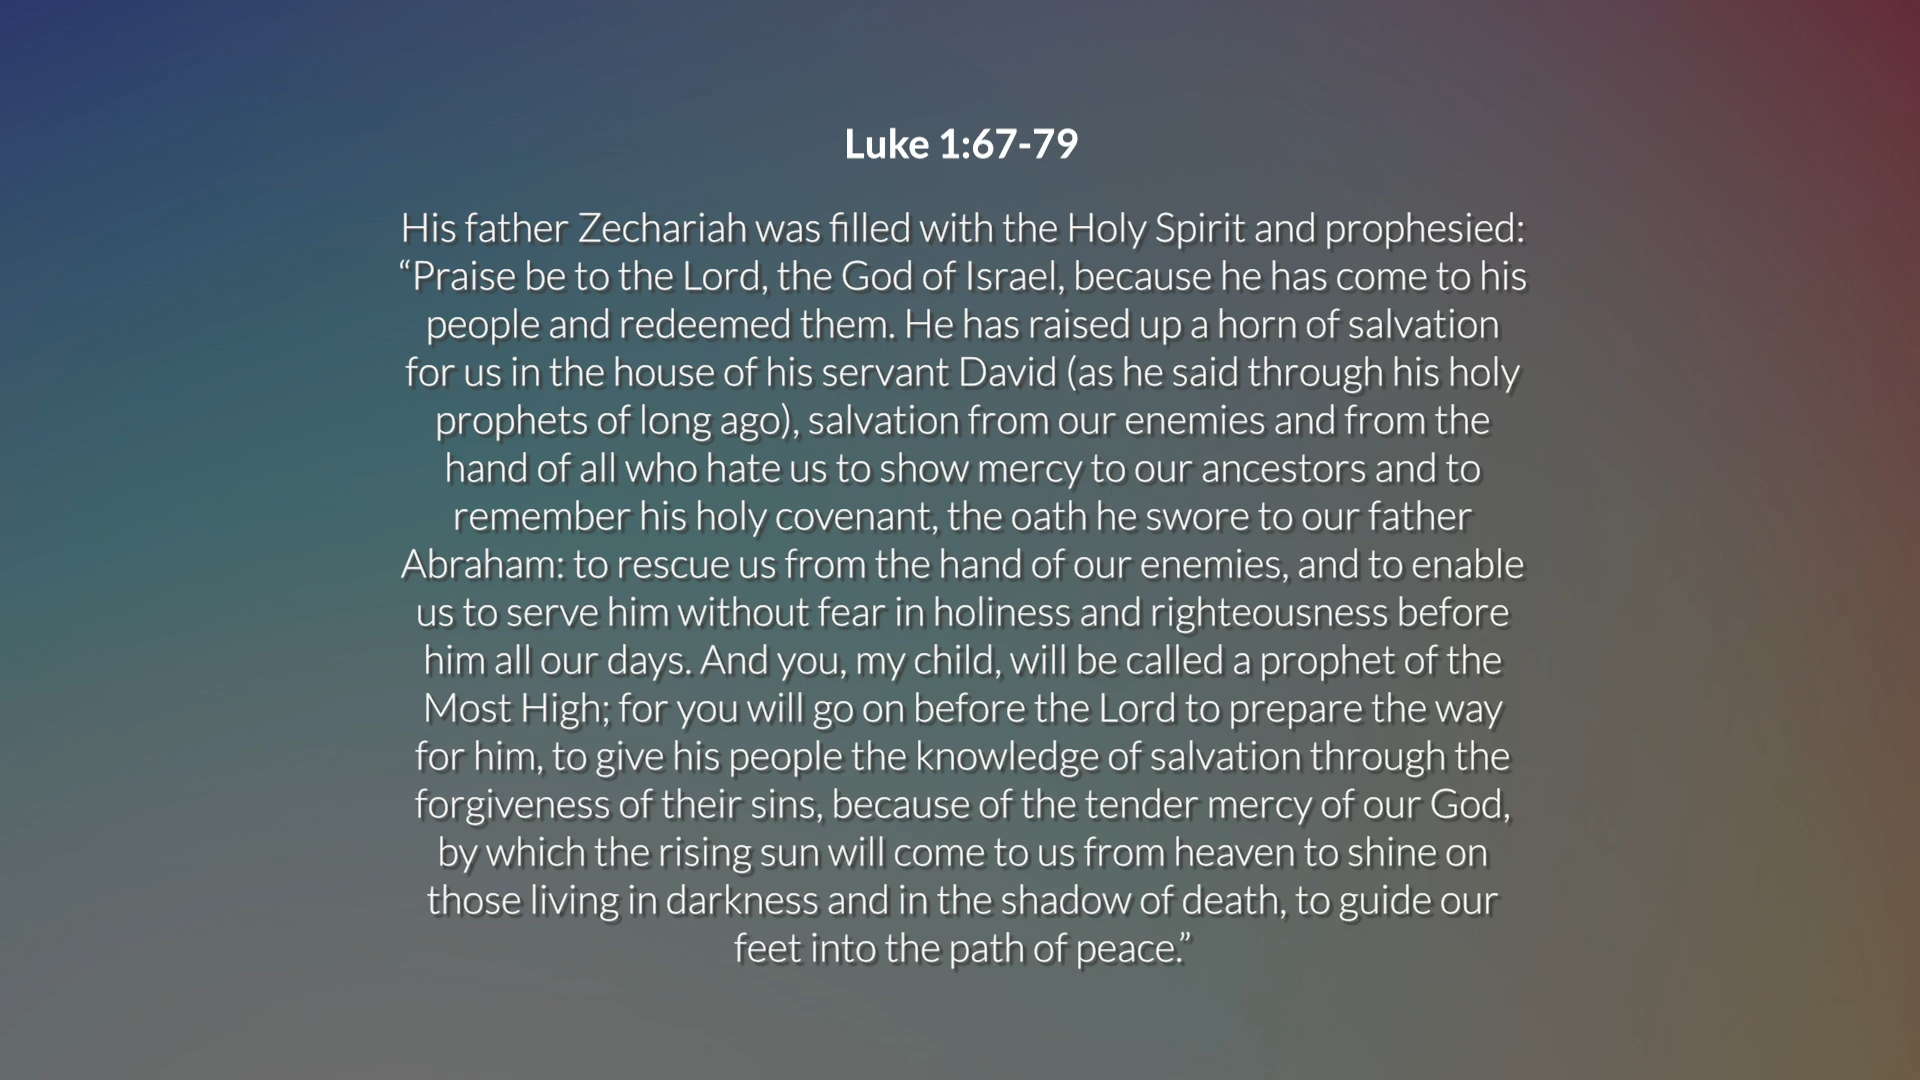 Luke 1:67-79
His father Zechariah was filled with the Holy Spirit and prophesied:
“Praise be to the Lord, the God of Israel, because he has come to his
people and redeemed them. He has raised up a horn of salvation
for us in the house of his servant David (as he said through his holy
prophets of long ago), salvation from our enemies and from the
hand of all who hate us to show mercy to our ancestors and to
remember his holy covenant, the oath he swore to our father
Abraham: to rescue us from the hand of our enemies, and to enable
us to serve him without fear in holiness and righteousness before
him all our days. And you, my child, will be called a prophet of the
Most High; for you will go on before the Lord to prepare the way
for him, to give his people the knowledge of salvation through the
forgiveness of their sins, because of the tender mercy of our God,
by which the rising sun will come to us from heaven to shine on
those living in darkness and in the shadow of death, to guide our
feet into the path of peace.”